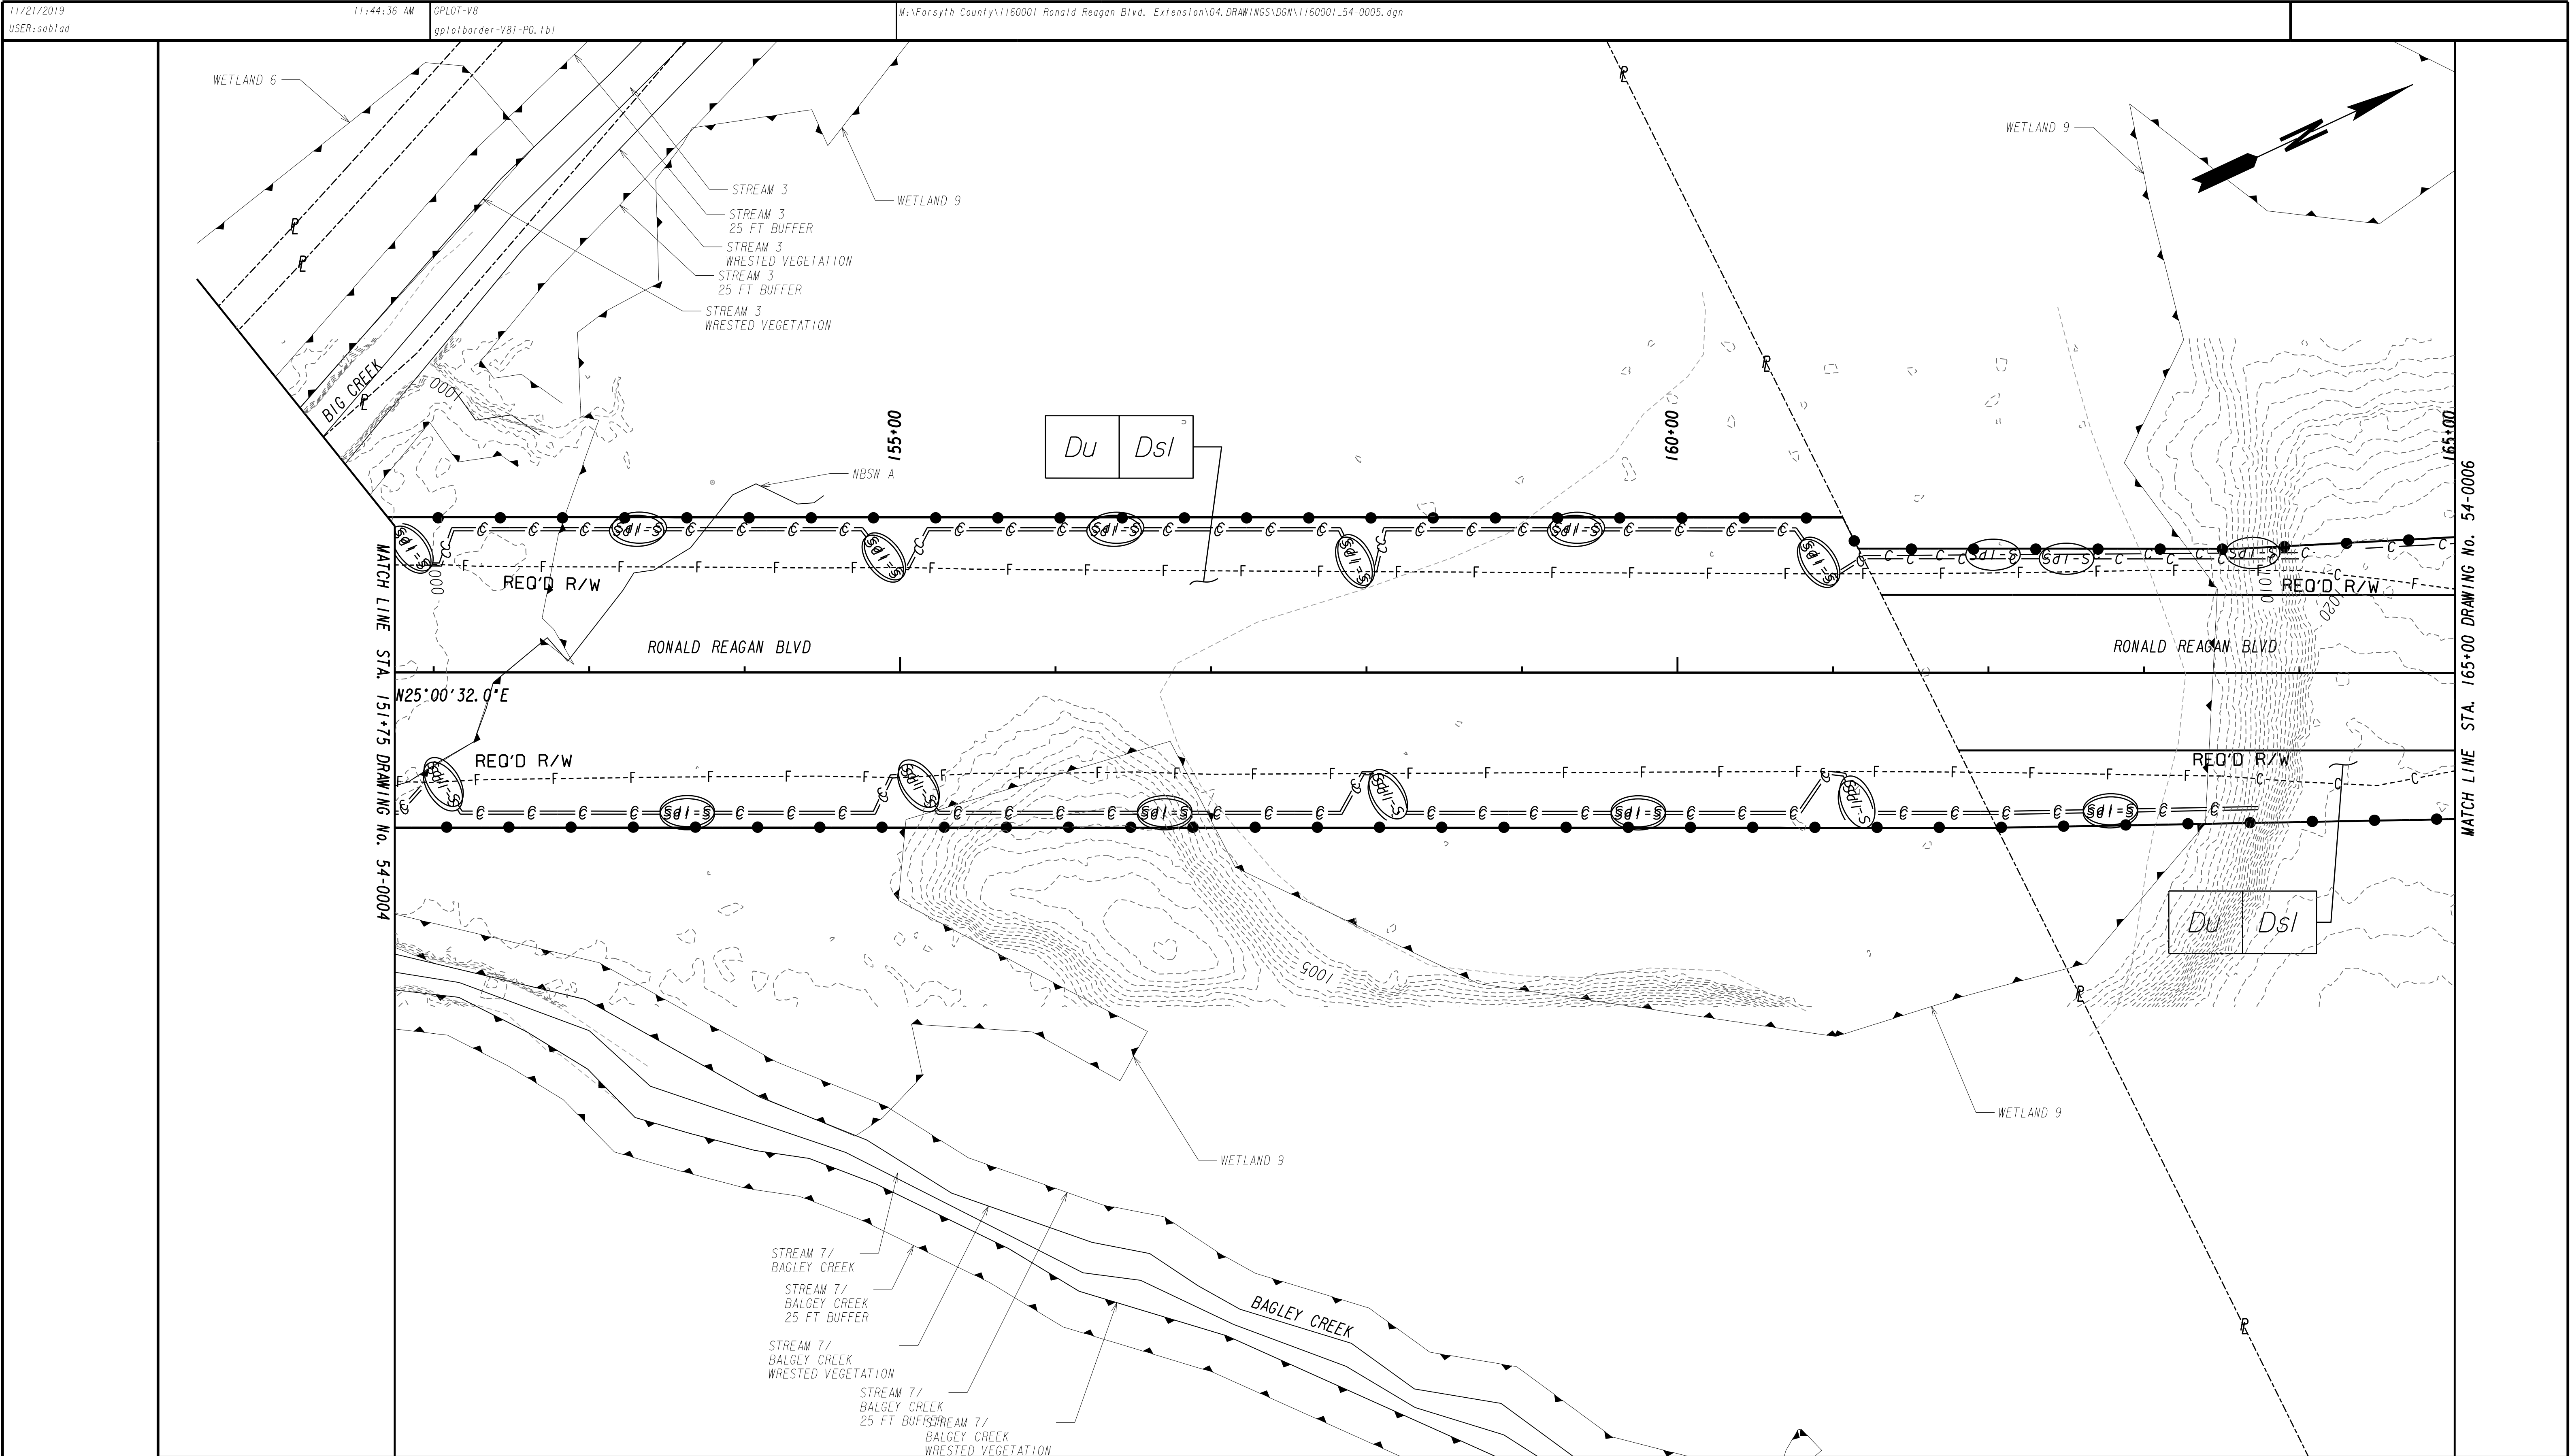 11/21/2019 11:44:36 AM GPLOT-V8 M:\Forsyth County\1160001 Ronald Reagan Blvd. Extension\04.DRAWINGS\DGN\1160001_54-0005.dgn
USER:sablad gplotborder-V8i-PO.tbl
WETLAND 6
STREAM 3
STREAM 3
25 FT BUFFER
STREAM 3
WRESTED VEGETATION
STREAM 3
25 FT BUFFER
STREAM 3
WRESTED VEGETATION
WETLAND 9
WETLAND 9
N
BIG CREEK
1000
155+00
Du Dsl
160+00
165+00
NBSW A
1000
REQ'D R/W
REQ'D R/W
1010
1020
RONALD REAGAN BLVD
RONALD REAGAN BLVD
N25°00'32.0"E
REQ'D R/W
REQ'D R/W
MATCH LINE STA. 151+75 DRAWING No. 54-0004
MATCH LINE STA. 165+00 DRAWING No. 54-0006
Du Dsl
1005
WETLAND 9
WETLAND 9
STREAM 7/
BAGLEY CREEK
STREAM 7/
BALGEY CREEK
25 FT BUFFER
STREAM 7/
BALGEY CREEK
WRESTED VEGETATION
STREAM 7/
BALGEY CREEK
25 FT BUFFER
STREAM 7/
BALGEY CREEK
WRESTED VEGETATION
BAGLEY CREEK